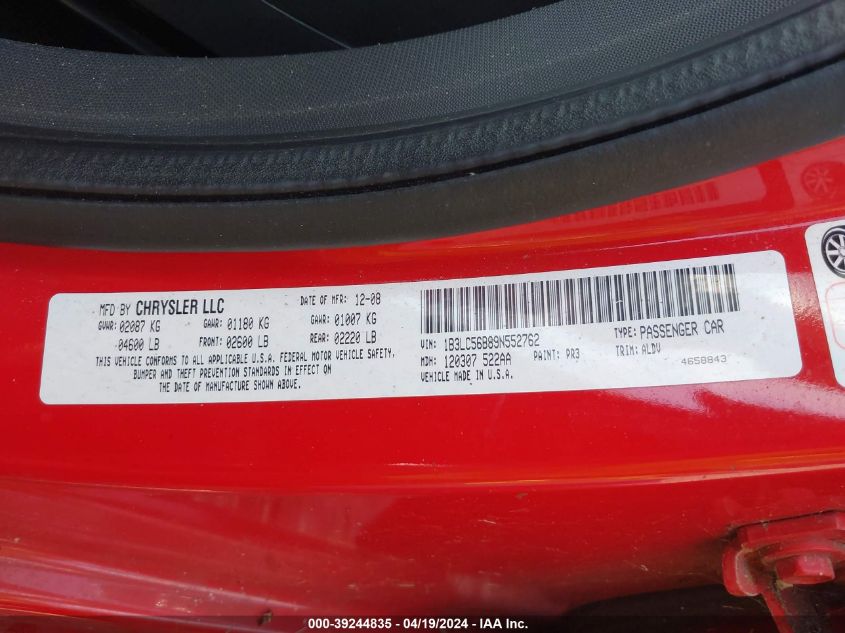 MFD BY CHRYSLER LLC DATE OF MFR: 12-08
GVWR: 02087 KG GAWR: 01180 KG GAWR: 01007 KG
04600 LB FRONT: 02600 LB REAR: 02220 LB
THIS VEHICLE CONFORMS TO ALL APPLICABLE U.S.A. FEDERAL MOTOR VEHICLE SAFETY,
BUMPER AND THEFT PREVENTION STANDARDS IN EFFECT ON
THE DATE OF MANUFACTURE SHOWN ABOVE.
VIN: 1B3LC56B89N552762 TYPE: PASSENGER CAR
MDH: 120307 522AA PAINT: PR3 TRIM: ALDV
VEHICLE MADE IN U.S.A. 4658843
000-39244835 - 04/19/2024 - IAA Inc.